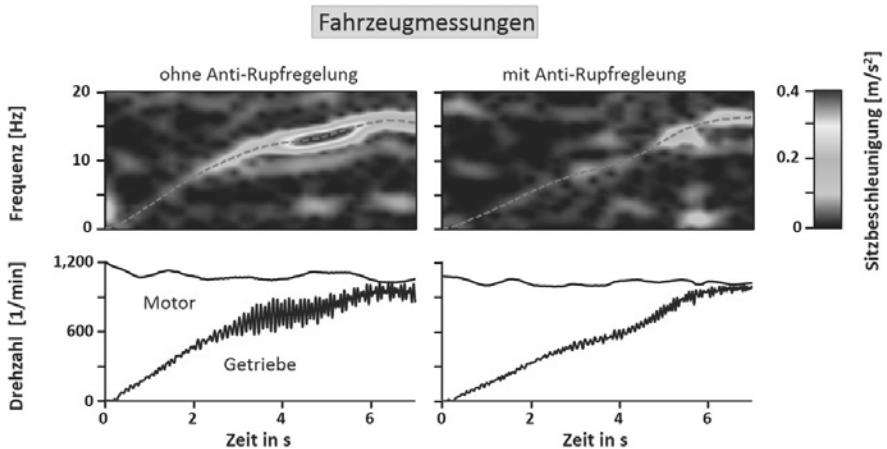 Fahrzeugmessungen
ohne Anti-Rupfregelung
mit Anti-Rupfregleung
Frequenz [Hz]
20
10
0
0.4
0.2
0
Sitzbeschleunigung [m/s²]
Drehzahl [1/min]
1,200
600
0
Motor
Getriebe
0 2 4 6
0 2 4 6
Zeit in s
Zeit in s